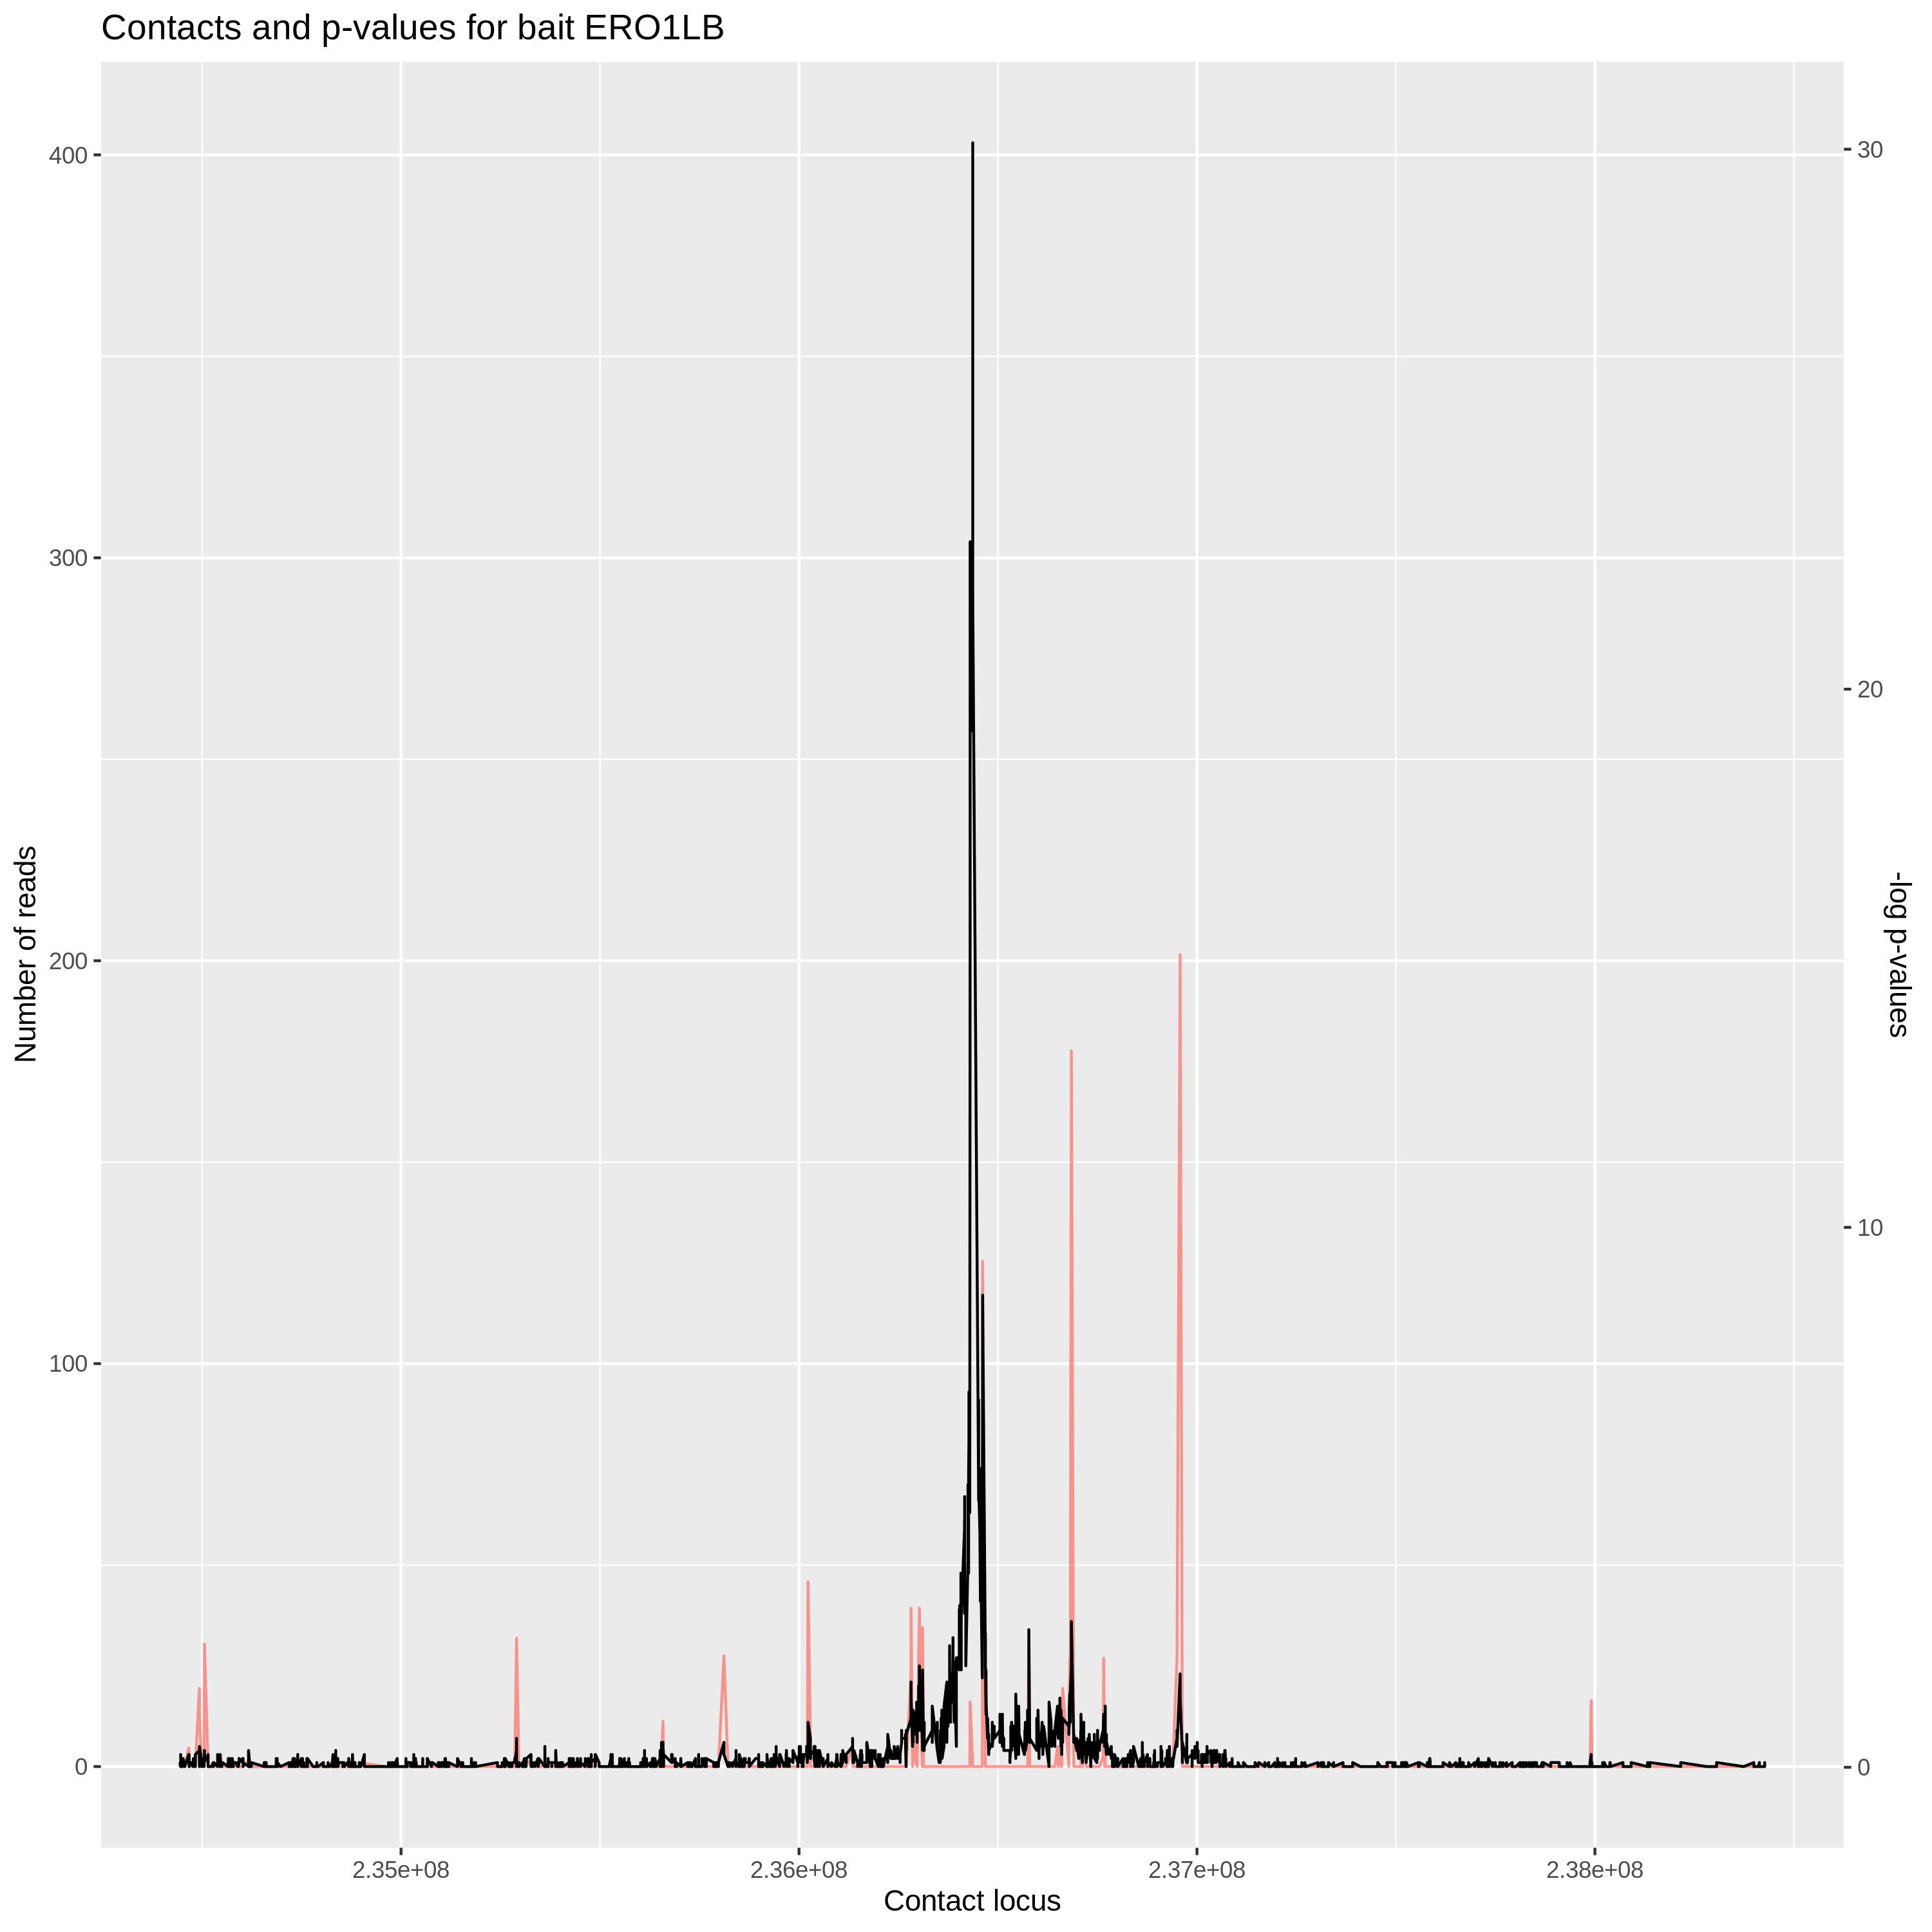 Contacts and p-values for bait ERO1LB
400
300
200
100
0
30
20
10
0
Number of reads
-log p-values
2.35e+08
2.36e+08
2.37e+08
2.38e+08
Contact locus